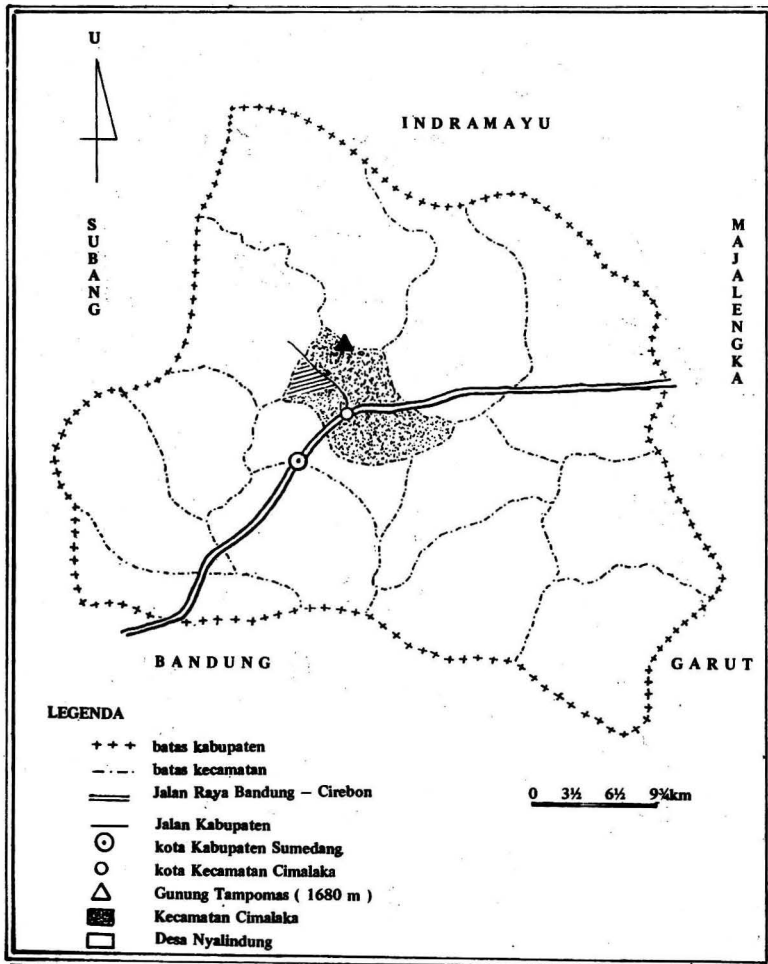 U
INDRAMAYU
SUBANG
MAJALENGKA
BANDUNG
GARUT
LEGENDA
batas kabupaten
batas kecamatan
Jalan Raya Bandung – Cirebon
0 3½ 6½ 9¾km
Jalan Kabupaten
kota Kabupaten Sumedang
kota Kecamatan Cimalaka
Gunung Tampomas ( 1680 m )
Kecamatan Cimalaka
Desa Nyalindung